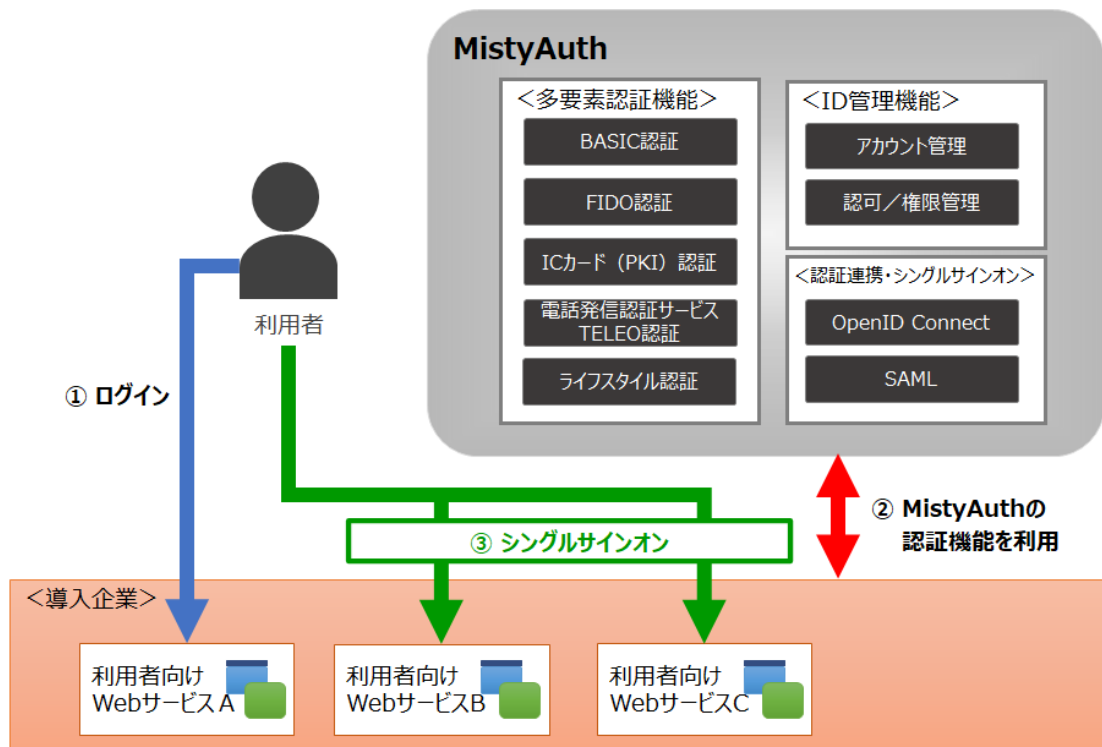 MistyAuth
＜多要素認証機能＞
BASIC認証
FIDO認証
ICカード（PKI）認証
電話発信認証サービス
TELEO認証
ライフスタイル認証
＜ID管理機能＞
アカウント管理
認可／権限管理
＜認証連携・シングルサインオン＞
OpenID Connect
SAML
利用者
① ログイン
② MistyAuthの
認証機能を利用
③ シングルサインオン
＜導入企業＞
利用者向け
WebサービスA
利用者向け
WebサービスB
利用者向け
WebサービスC